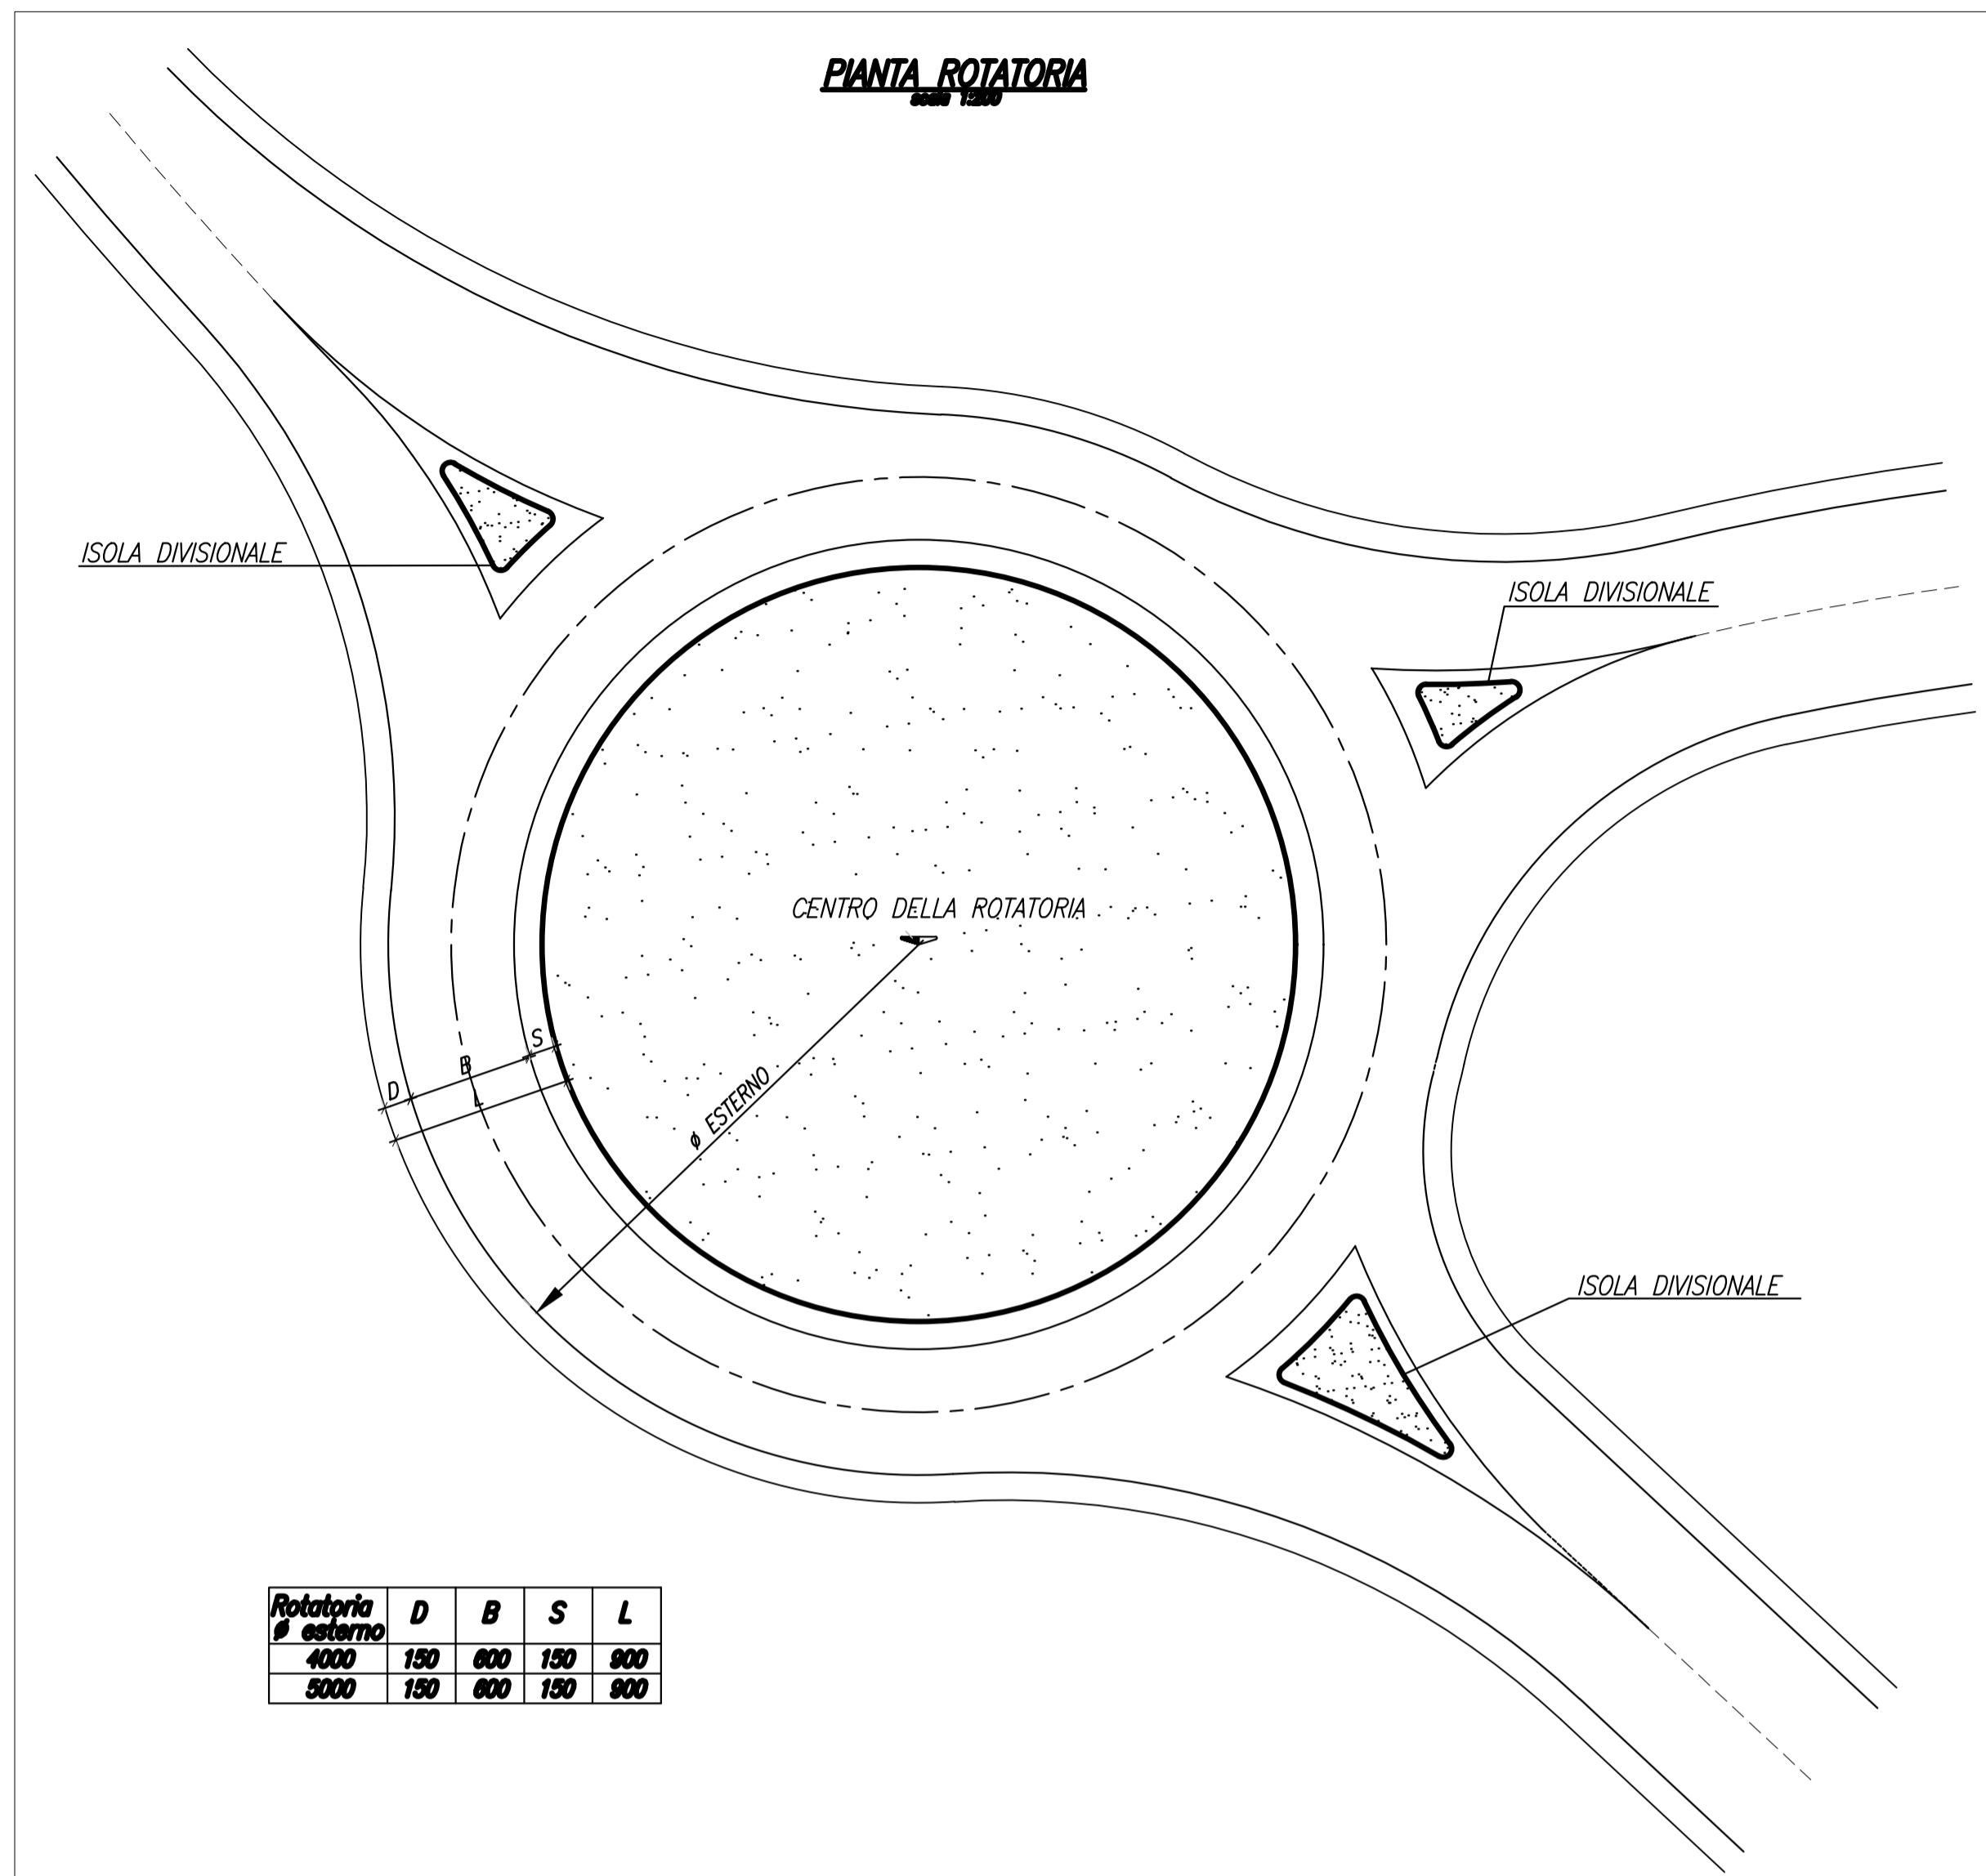 PIANTA ROTATORIA
scala 1:200
ISOLA DIVISIONALE
ISOLA DIVISIONALE
CENTRO DELLA ROTATORIA
S
B
D
L
ϕ ESTERNO
ISOLA DIVISIONALE
Rotatoria ϕ esterno D B S L
4000 150 600 150 900
5000 150 600 150 900